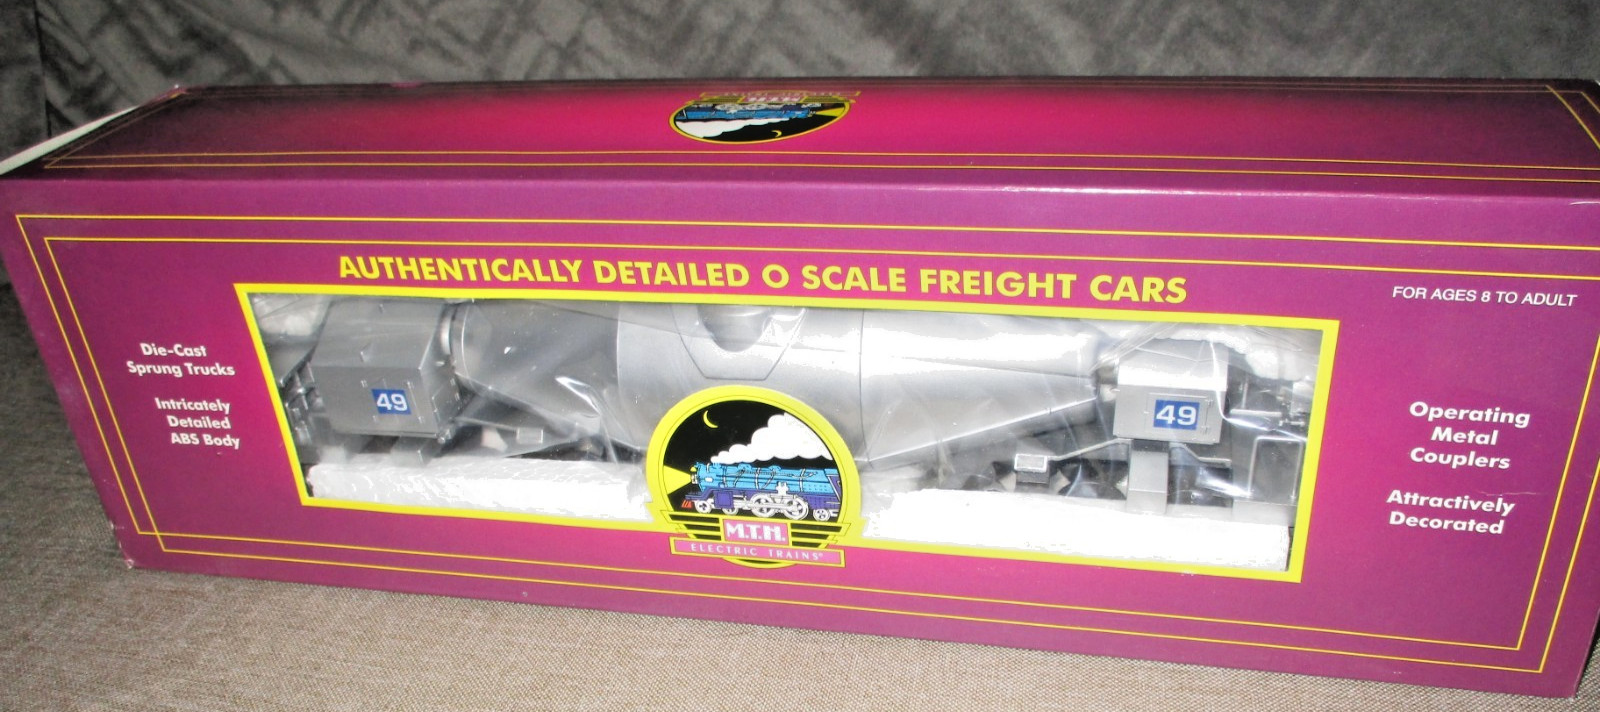 AUTHENTICALLY DETAILED O SCALE FREIGHT CARS
FOR AGES 8 TO ADULT
Die-Cast
Sprung Trucks
Intricately
Detailed
ABS Body
49
49
Operating
Metal
Couplers
Attractively
Decorated
M.T.H.
ELECTRIC TRAINS®